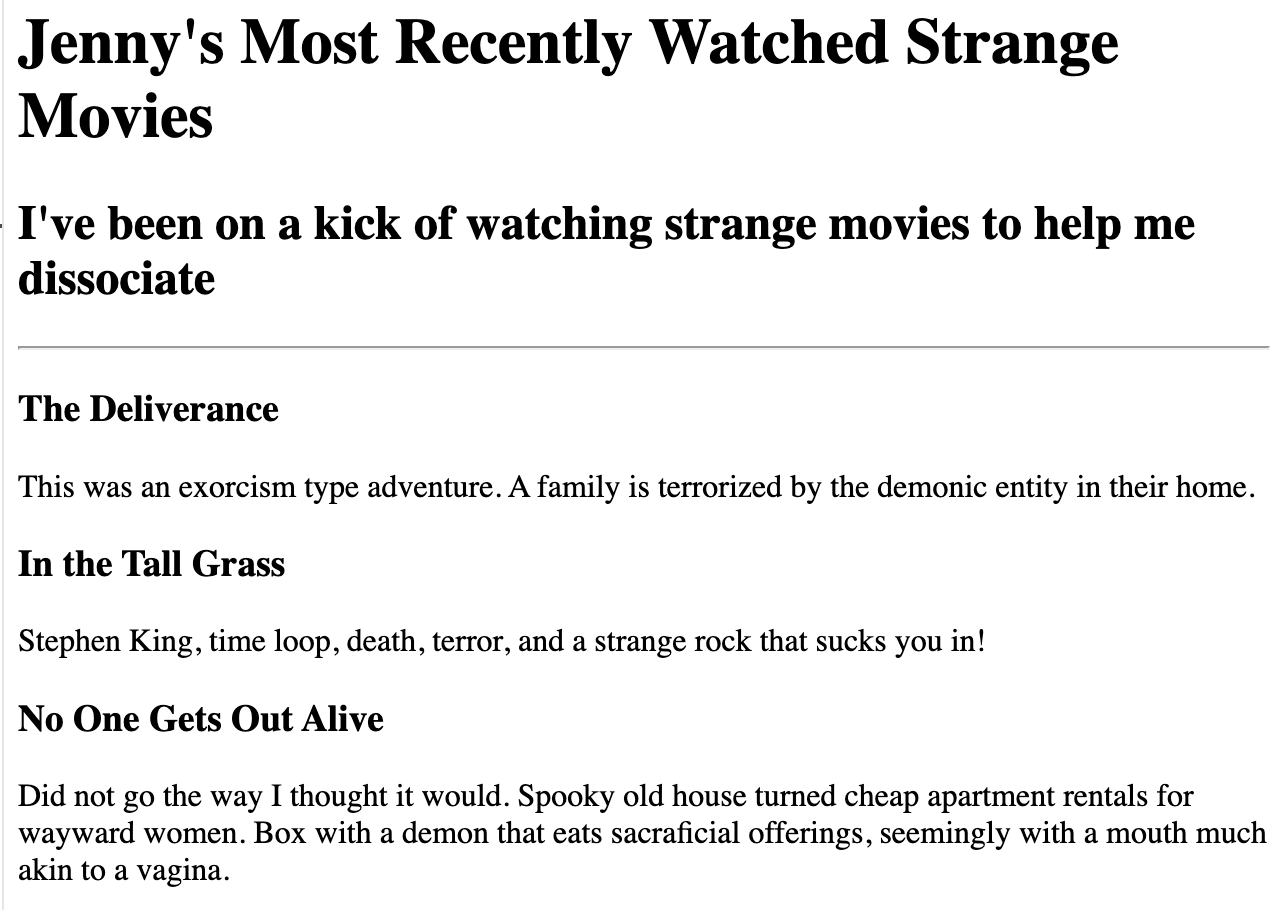 Jenny's Most Recently Watched Strange
Movies
I've been on a kick of watching strange movies to help me
dissociate
The Deliverance
This was an exorcism type adventure. A family is terrorized by the demonic entity in their home.
In the Tall Grass
Stephen King, time loop, death, terror, and a strange rock that sucks you in!
No One Gets Out Alive
Did not go the way I thought it would. Spooky old house turned cheap apartment rentals for
wayward women. Box with a demon that eats sacraficial offerings, seemingly with a mouth much
akin to a vagina.